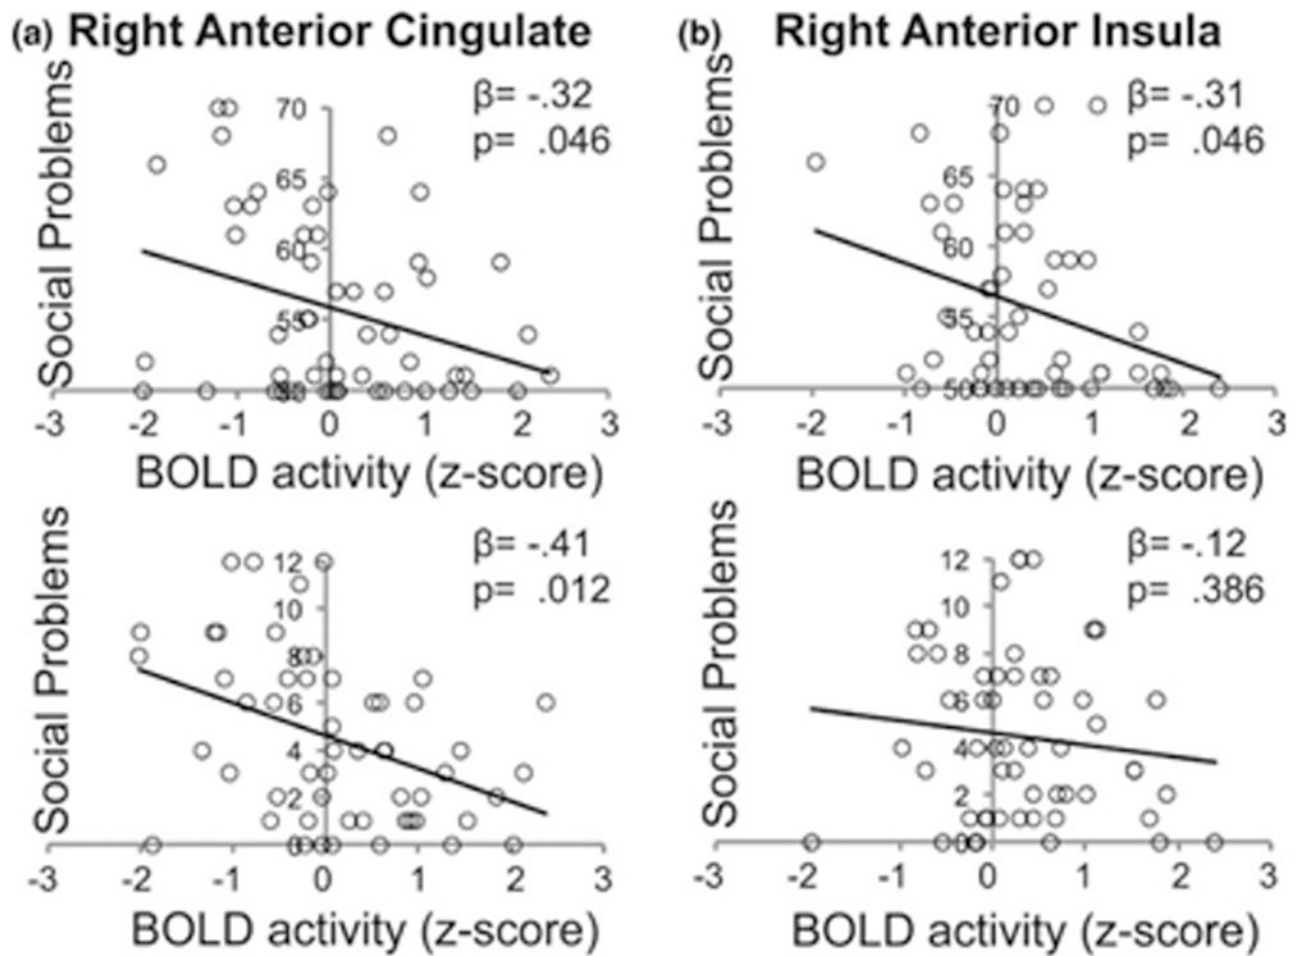 (a) Right Anterior Cingulate
Social Problems
β= -.32
p= .046
70
65
60
55
50
-3 -2 -1 0 1 2 3
BOLD activity (z-score)
(b) Right Anterior Insula
Social Problems
β= -.31
p= .046
70
65
60
55
50
-3 -2 -1 0 1 2 3
BOLD activity (z-score)
Social Problems
β= -.41
p= .012
12
10
8
6
4
2
0
-3 -2 -1 0 1 2 3
BOLD activity (z-score)
Social Problems
β= -.12
p= .386
12
10
8
6
4
2
0
-3 -2 -1 0 1 2 3
BOLD activity (z-score)